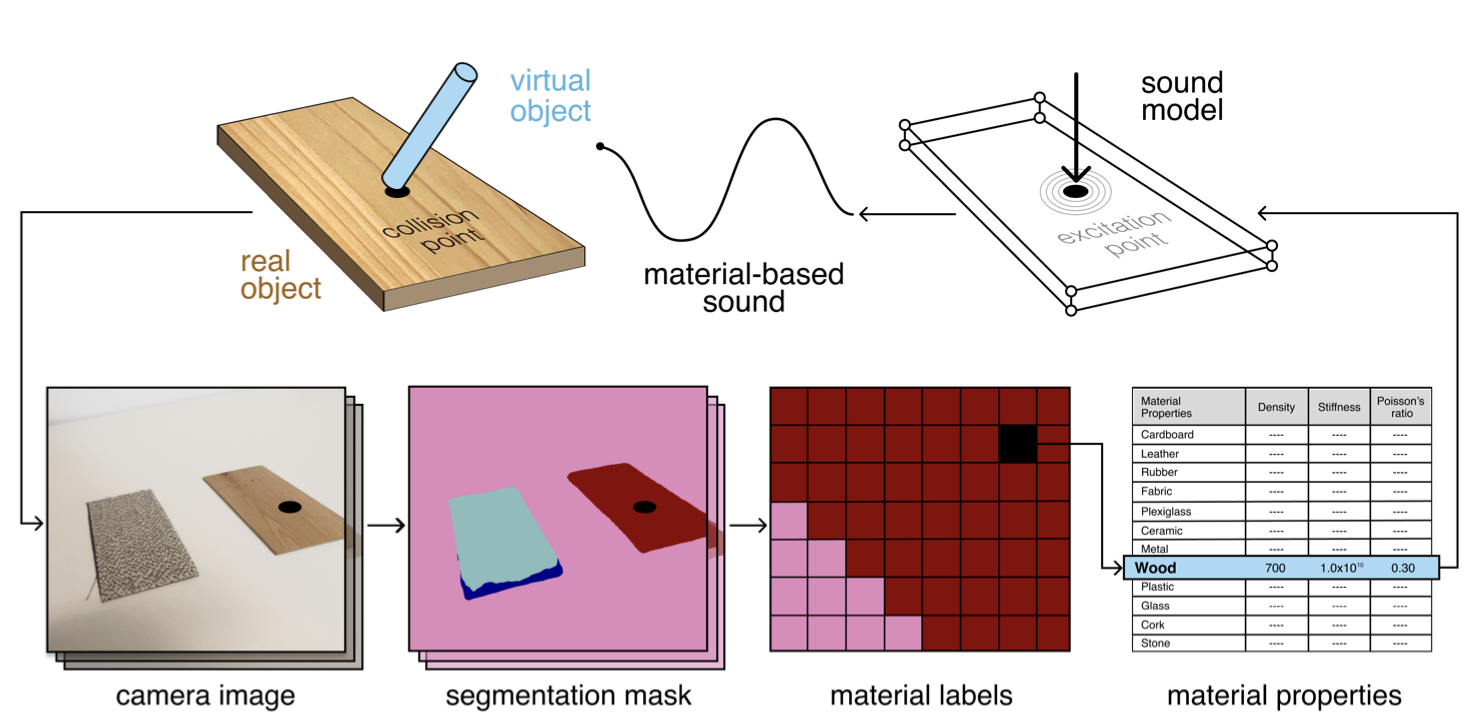 virtual
object
sound
model
collision
point
excitation
point
real
object
material-based
sound
Material
Properties
Density
Stiffness
Poisson's
ratio
Cardboard ---- ---- ----
Leather ---- ---- ----
Rubber ---- ---- ----
Fabric ---- ---- ----
Plexiglass ---- ---- ----
Ceramic ---- ---- ----
Metal ---- ---- ----
Wood 700 1.0x10¹⁰ 0.30
Plastic ---- ---- ----
Glass ---- ---- ----
Cork ---- ---- ----
Stone ---- ---- ----
camera image
segmentation mask
material labels
material properties